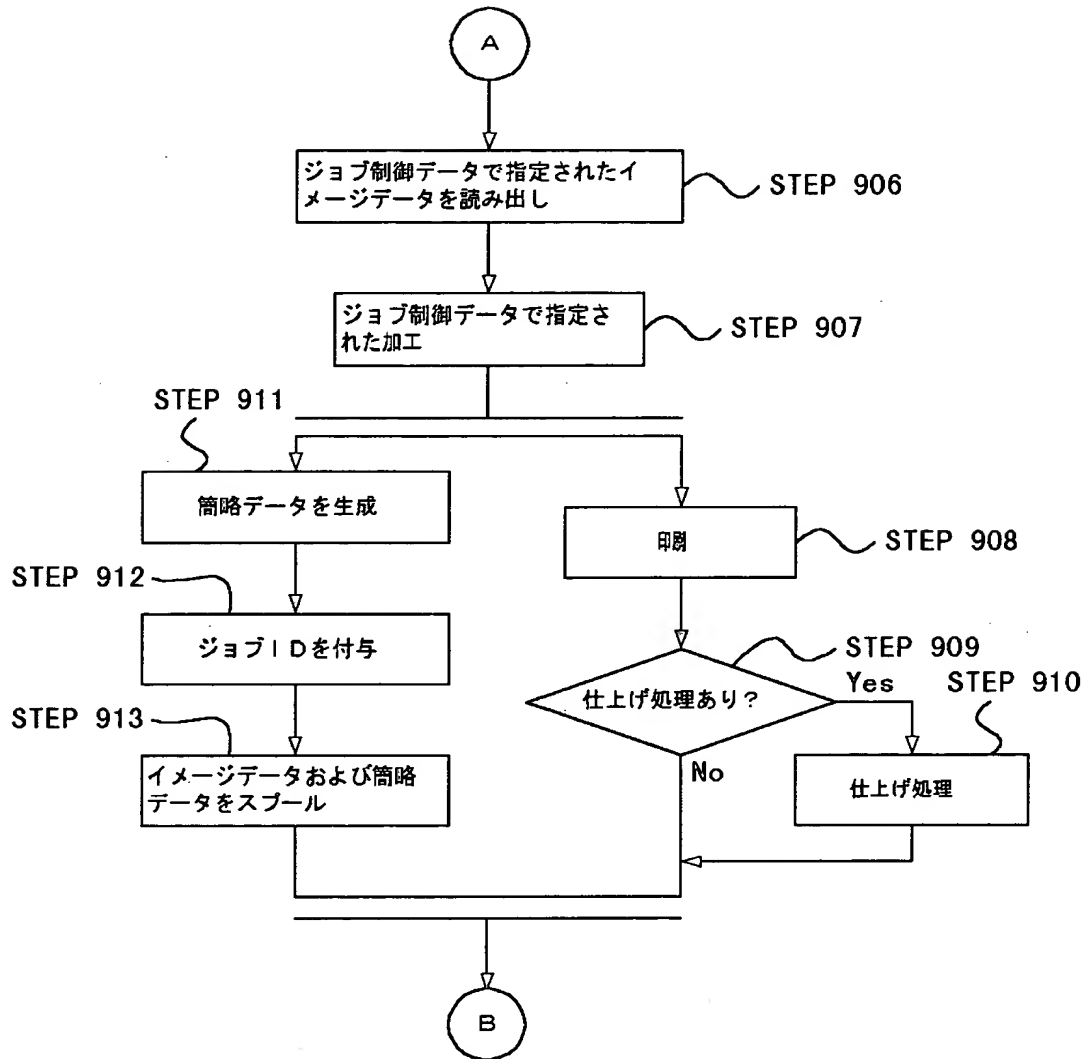 A
ジョブ制御データで指定されたイ
メージデータを読み出し
STEP 906
ジョブ制御データで指定さ
れた加工
STEP 907
STEP 911
簡略データを生成
印刷
STEP 908
STEP 912
ジョブIDを付与
STEP 909
仕上げ処理あり?
Yes
STEP 910
STEP 913
イメージデータおよび簡略
データをスプール
No
仕上げ処理
B